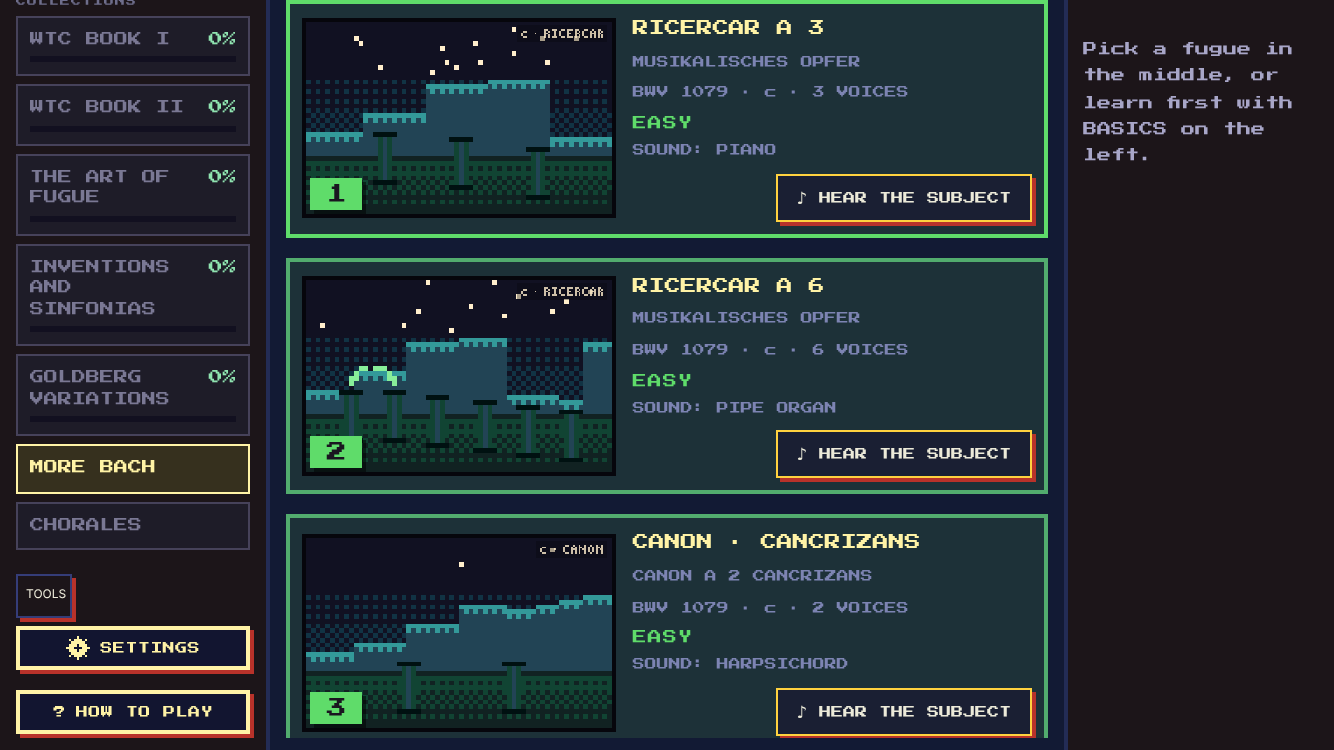 COLLECTIONS
WTC BOOK I 0%
WTC BOOK II 0%
THE ART OF 0%
FUGUE
INVENTIONS 0%
AND
SINFONIAS
GOLDBERG 0%
VARIATIONS
MORE BACH
CHORALES
TOOLS
SETTINGS
? HOW TO PLAY
c · RICERCAR
1
RICERCAR A 3
MUSIKALISCHES OPFER
BWV 1079 · c · 3 VOICES
EASY
SOUND: PIANO
♪ HEAR THE SUBJECT
c · RICERCAR
2
RICERCAR A 6
MUSIKALISCHES OPFER
BWV 1079 · c · 6 VOICES
EASY
SOUND: PIPE ORGAN
♪ HEAR THE SUBJECT
c · CANON
3
CANON · CANCRIZANS
CANON A 2 CANCRIZANS
BWV 1079 · c · 2 VOICES
EASY
SOUND: HARPSICHORD
♪ HEAR THE SUBJECT
Pick a fugue in
the middle, or
learn first with
BASICS on the
left.